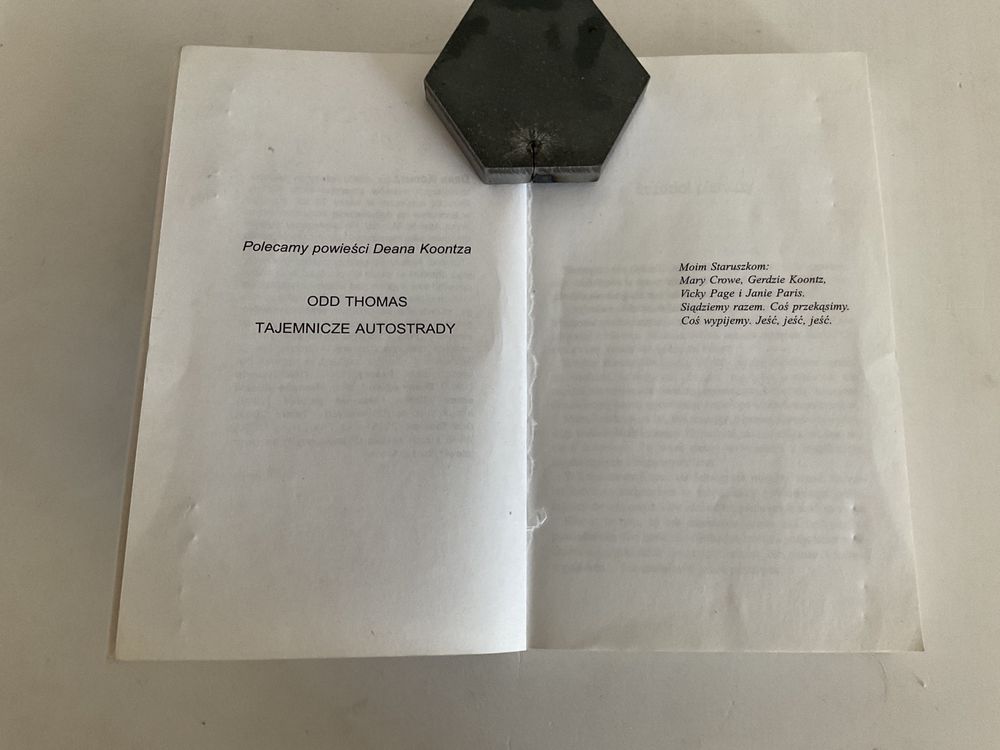 Polecamy powieści Deana Koontza
ODD THOMAS
TAJEMNICZE AUTOSTRADY
Moim Staruszkom:
Mary Crowe, Gerdzie Koontz,
Vicky Page i Janie Paris.
Siądziemy razem. Coś przekąsimy.
Coś wypijemy. Jeść, jeść, jeść.